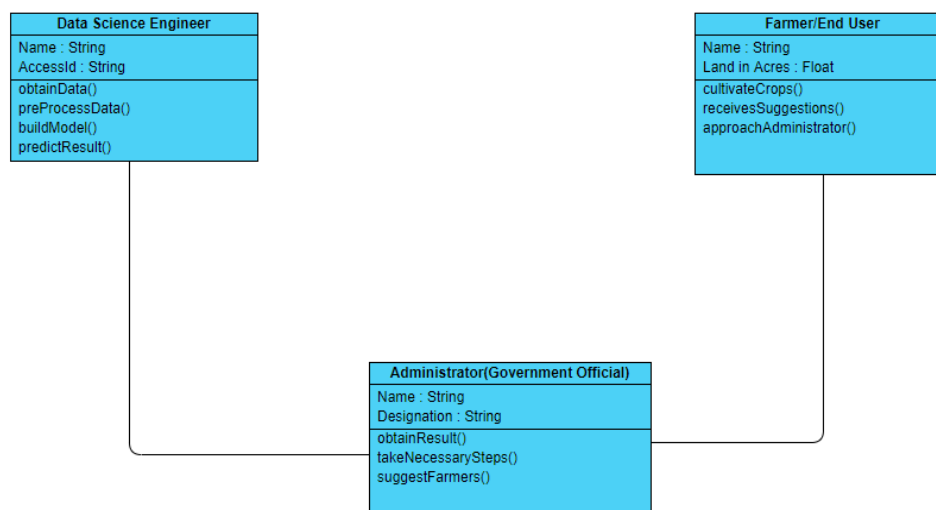 Data Science Engineer
Name : String
AccessId : String
obtainData()
preProcessData()
buildModel()
predictResult()
Farmer/End User
Name : String
Land in Acres : Float
cultivateCrops()
receivesSuggestions()
approachAdministrator()
Administrator(Government Official)
Name : String
Designation : String
obtainResult()
takeNecessarySteps()
suggestFarmers()